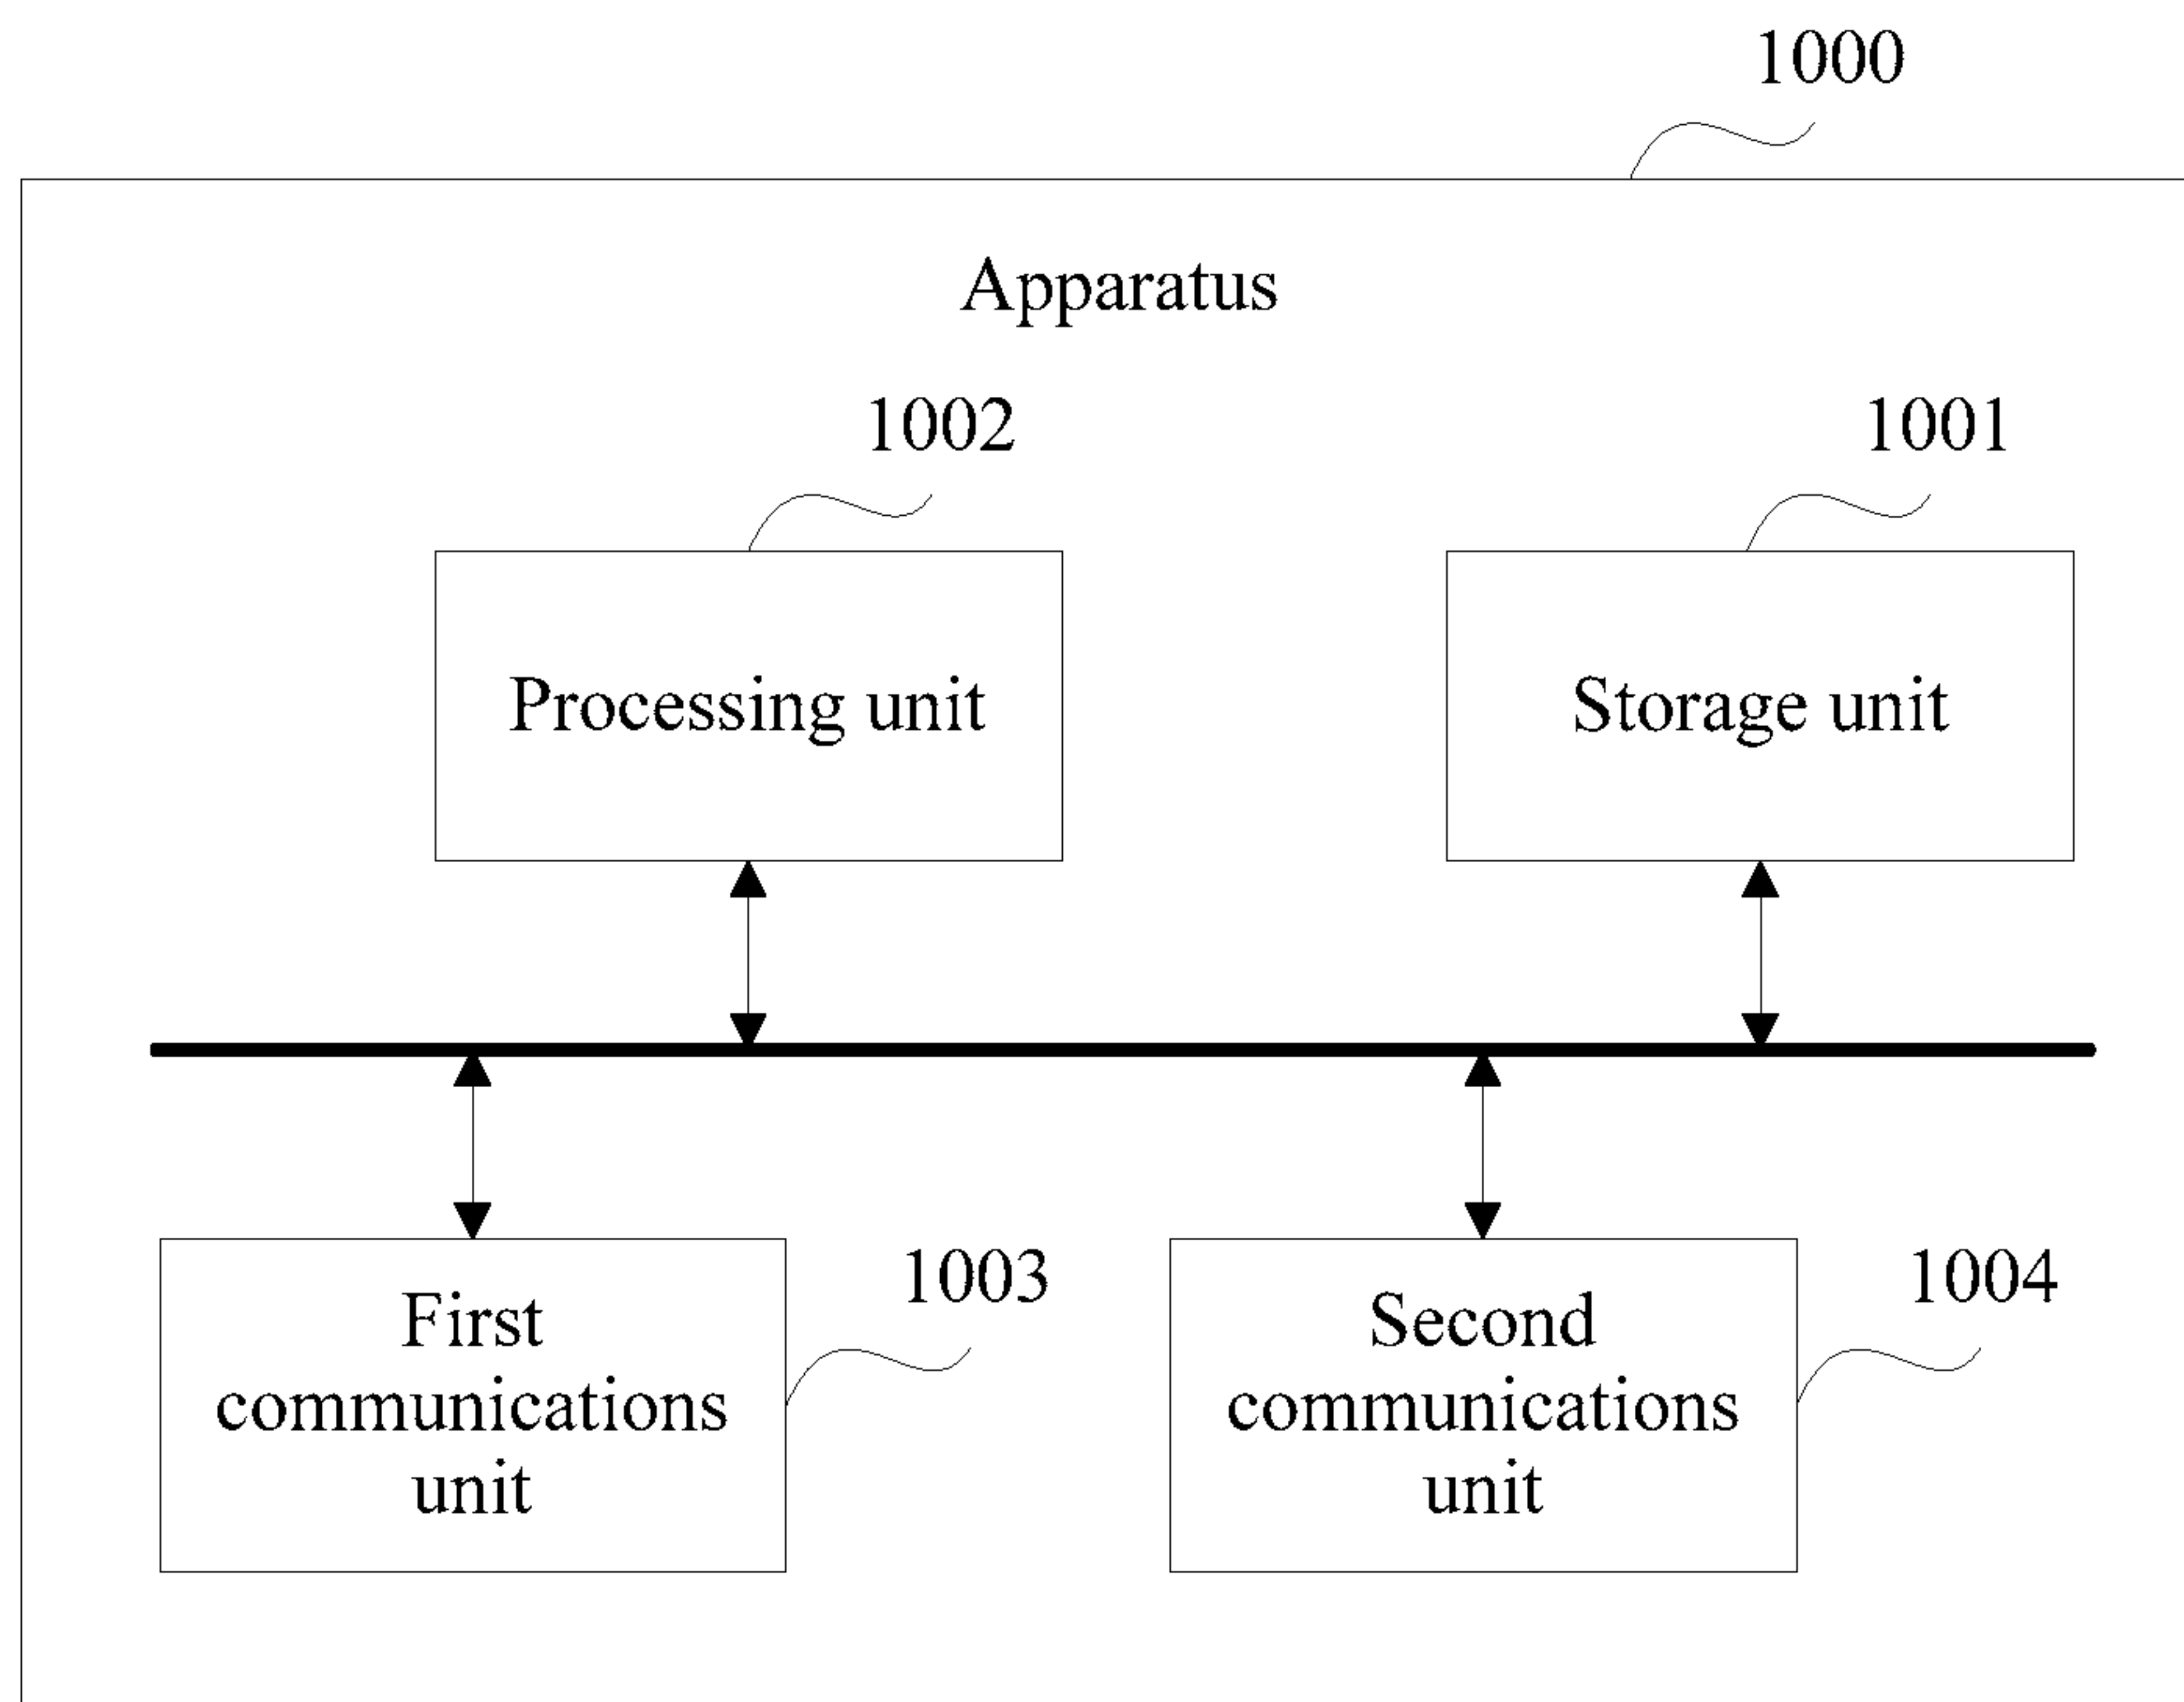 1000
Apparatus
1002
1001
Processing unit
Storage unit
1003
1004
First
communications
unit
Second
communications
unit